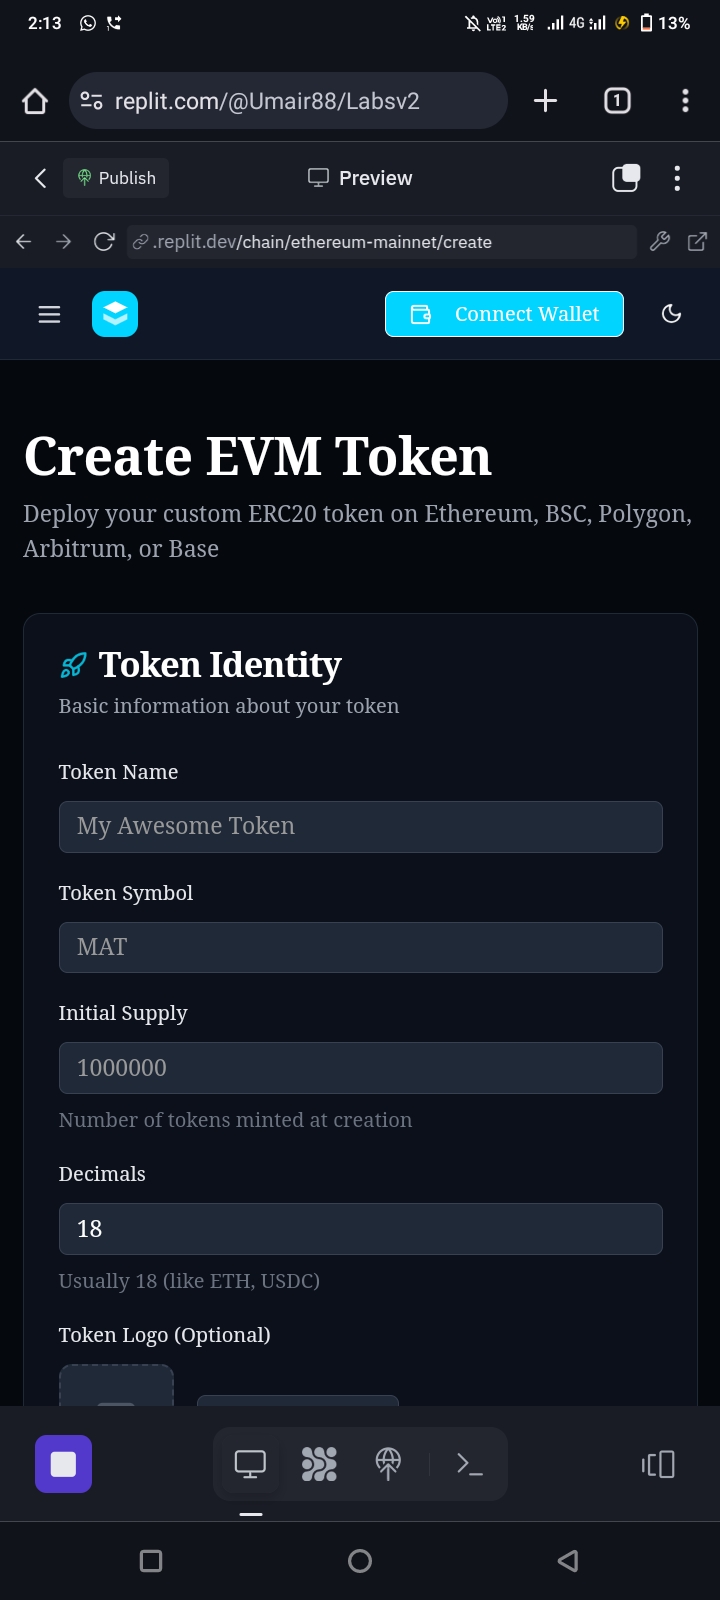 2:13
VoI) 1.59 4G 13%
LTE2 KB/s
replit.com/@Umair88/Labsv2 1
Publish Preview
.replit.dev/chain/ethereum-mainnet/create
Connect Wallet
Create EVM Token
Deploy your custom ERC20 token on Ethereum, BSC, Polygon,
Arbitrum, or Base
Token Identity
Basic information about your token
Token Name
My Awesome Token
Token Symbol
MAT
Initial Supply
1000000
Number of tokens minted at creation
Decimals
18
Usually 18 (like ETH, USDC)
Token Logo (Optional)